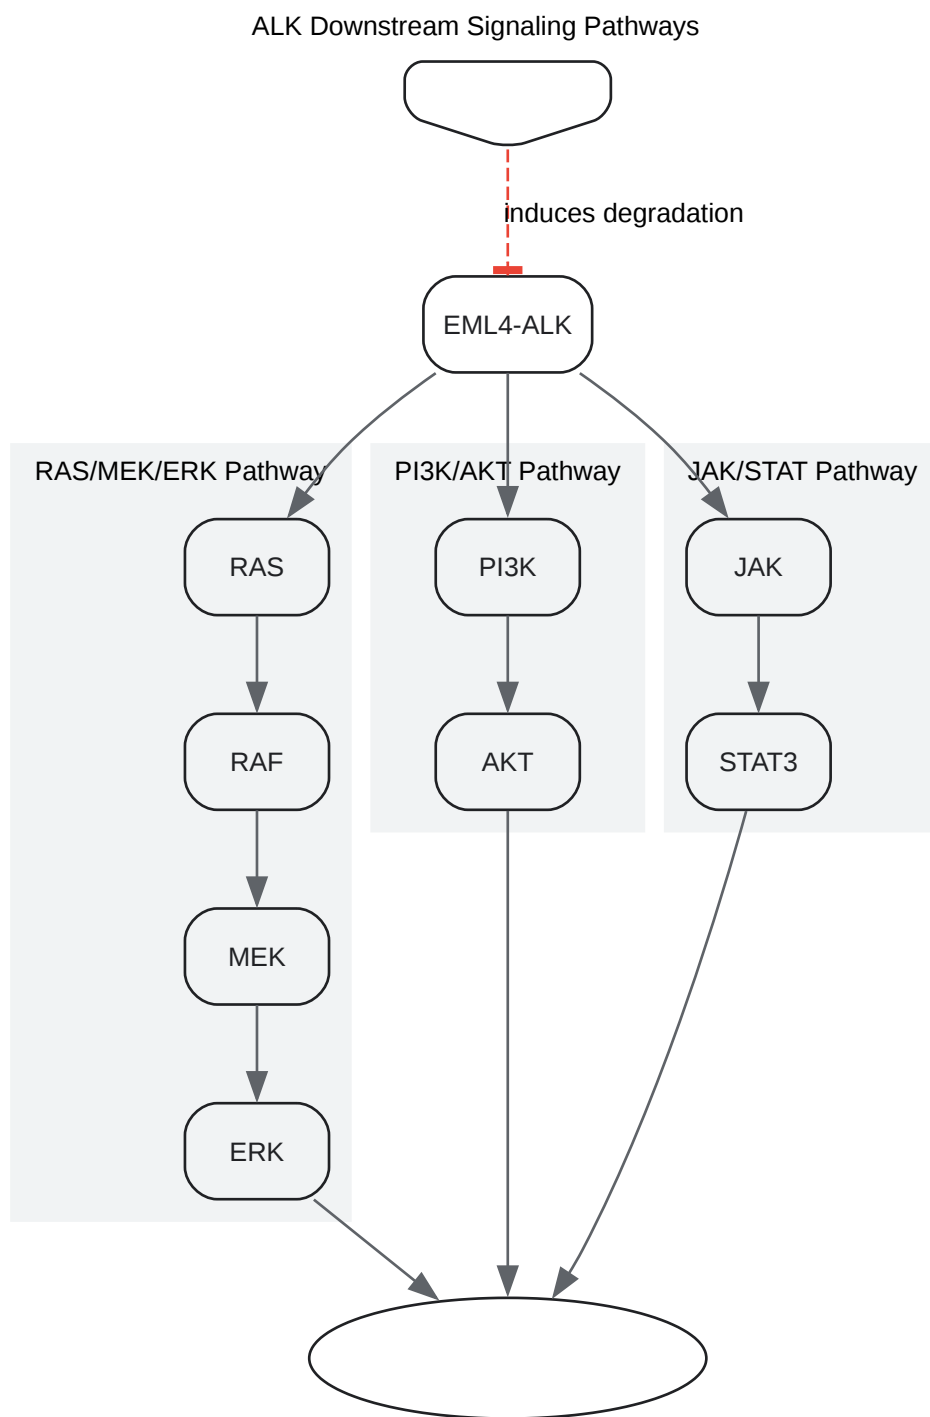 ALK Downstream Signaling Pathways
induces degradation
EML4-ALK
RAS/MEK/ERK Pathway
PI3K/AKT Pathway
JAK/STAT Pathway
RAS
PI3K
JAK
RAF
AKT
STAT3
MEK
ERK